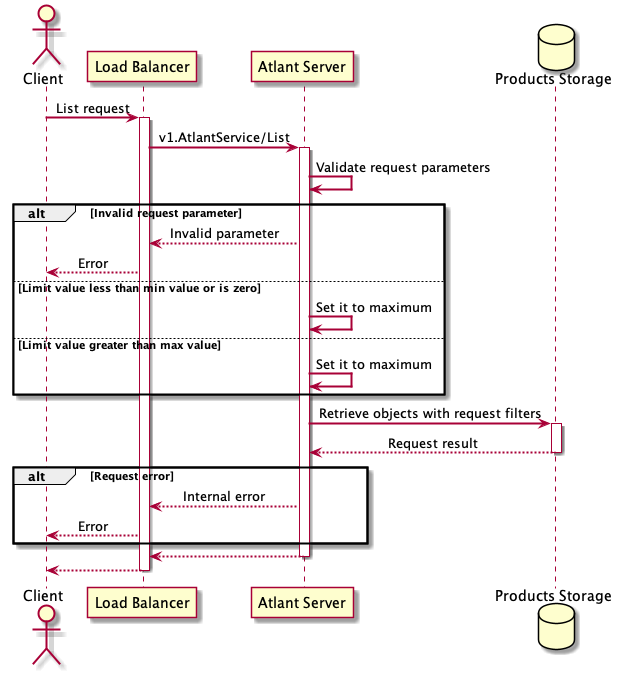 Client
Load Balancer
Atlant Server
Products Storage
List request
v1.AtlantService/List
Validate request parameters
alt [Invalid request parameter]
Invalid parameter
Error
[Limit value less than min value or is zero]
Set it to maximum
[Limit value greater than max value]
Set it to maximum
Retrieve objects with request filters
Request result
alt [Request error]
Internal error
Error
Client
Load Balancer
Atlant Server
Products Storage